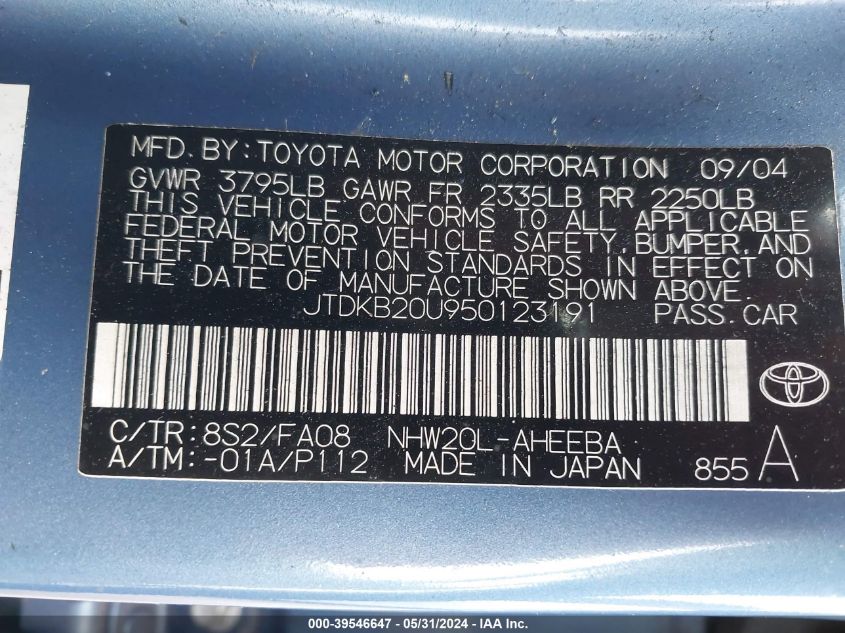 MFD. BY: TOYOTA MOTOR CORPORATION 09/04
GVWR 3795LB GAWR FR 2335LB RR 2250LB
THIS VEHICLE CONFORMS TO ALL APPLICABLE
FEDERAL MOTOR VEHICLE SAFETY, BUMPER, AND
THEFT PREVENTION STANDARDS IN EFFECT ON
THE DATE OF MANUFACTURE SHOWN ABOVE.
JTDKB20U950123191 PASS. CAR
C/TR: 8S2/FA08 NHW20L-AHEEBA
A/TM: -01A/P112 MADE IN JAPAN 855 A
000-39546647 - 05/31/2024 - IAA, Inc.